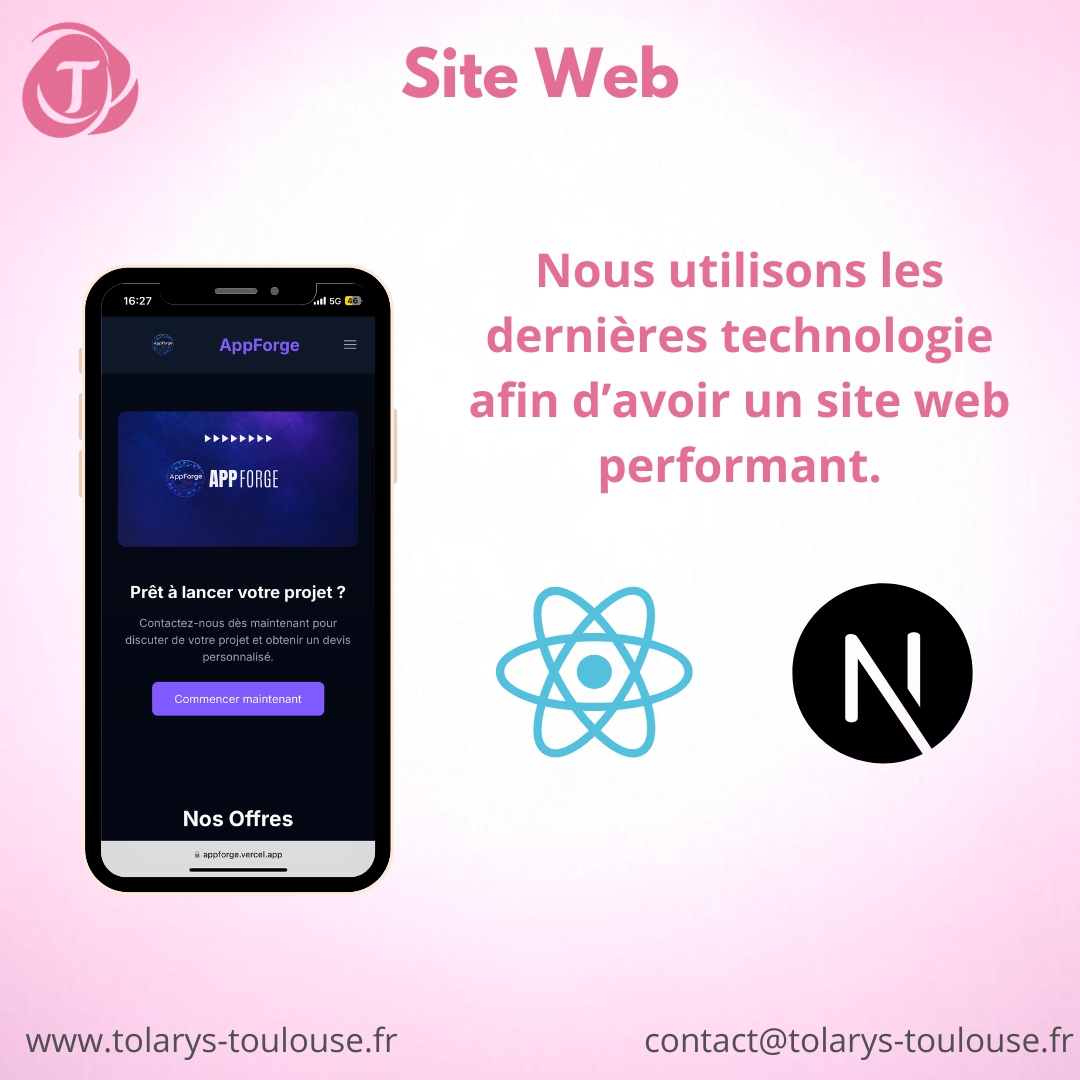 T
Site Web
Nous utilisons les
dernières technologie
afin d’avoir un site web
performant.
16:27
5G 46
AppForge
AppForge
AppForge
APP FORGE
Prêt à lancer votre projet ?
Contactez-nous dès maintenant pour
discuter de votre projet et obtenir un devis
personnalisé.
Commencer maintenant
Nos Offres
appforge.vercel.app
N
www.tolarys-toulouse.fr
contact@tolarys-toulouse.fr